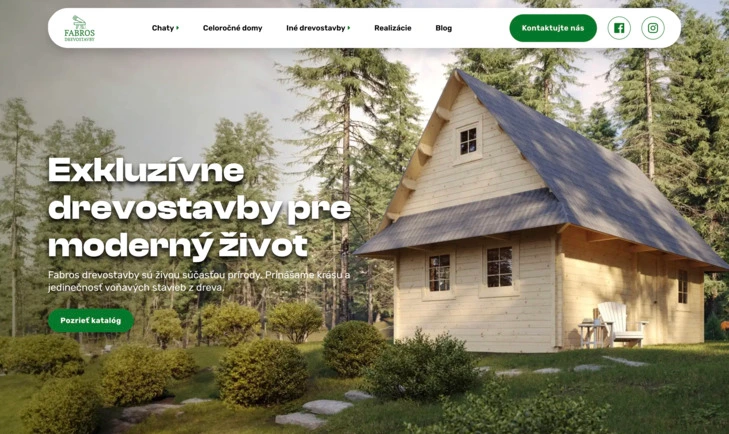 FABROS
DREVOSTAVBY
Chaty
Celoročné domy
Iné drevostavby
Realizácie
Blog
Kontaktujte nás
Exkluzívne
drevostavby pre
moderný život
Fabros drevostavby sú živou súčasťou prírody. Prinášame krásu a
jedinečnosť voňavých stavieb z dreva.
Pozrieť katalóg